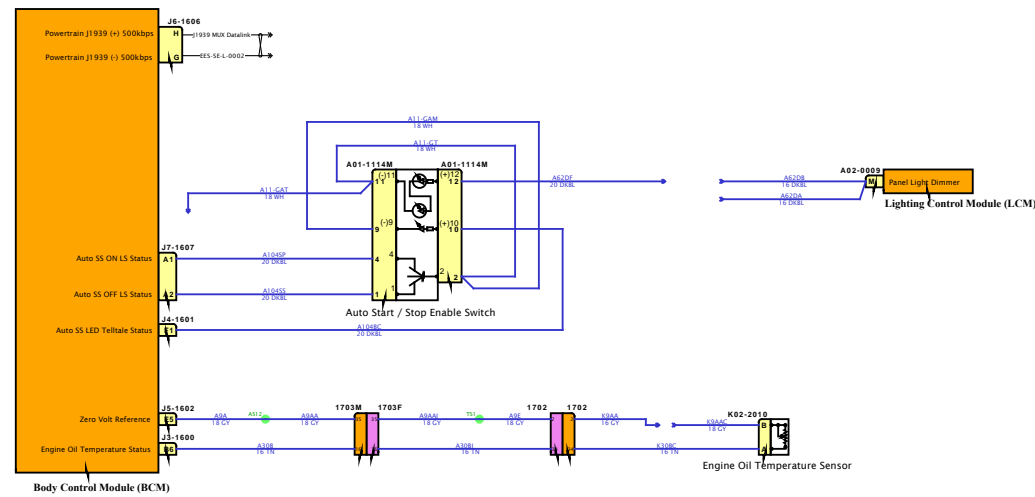 J6-1606
Powertrain J1939 (+) 500kbps
H
J1939 MUX Datalink
Powertrain J1939 (-) 500kbps
G
EES-SE-L-0002
A11-GAM
18 WH
A11-GT
18 WH
A01-1114M
A01-1114M
(-)11
11
(+)12
12
A62DF
20 DKBL
A62DB
16 DKBL
A02-0009
M
Panel Light Dimmer
A11-GAT
18 WH
A62DA
16 DKBL
Lighting Control Module (LCM)
(-)9
9
(+)10
10
J7-1607
Auto SS ON LS Status
A1
A104SP
20 DKBL
4
4
2
2
Auto SS OFF LS Status
A2
A104SS
20 DKBL
1
1
Auto Start / Stop Enable Switch
J4-1601
Auto SS LED Telltale Status
E1
A104BC
20 DKBL
J5-1602
1703M
1703F
1702
1702
K02-2010
Zero Volt Reference
E5
A9A
18 GY
AS12
A9AA
18 GY
A9AAJ
18 GY
TS1
A9E
18 GY
2
2
K9AA
16 GY
K9AAC
18 GY
B
J3-1600
Engine Oil Temperature Status
A30B
16 TN
A30BJ
16 TN
K30BC
16 TN
A
Engine Oil Temperature Sensor
Body Control Module (BCM)